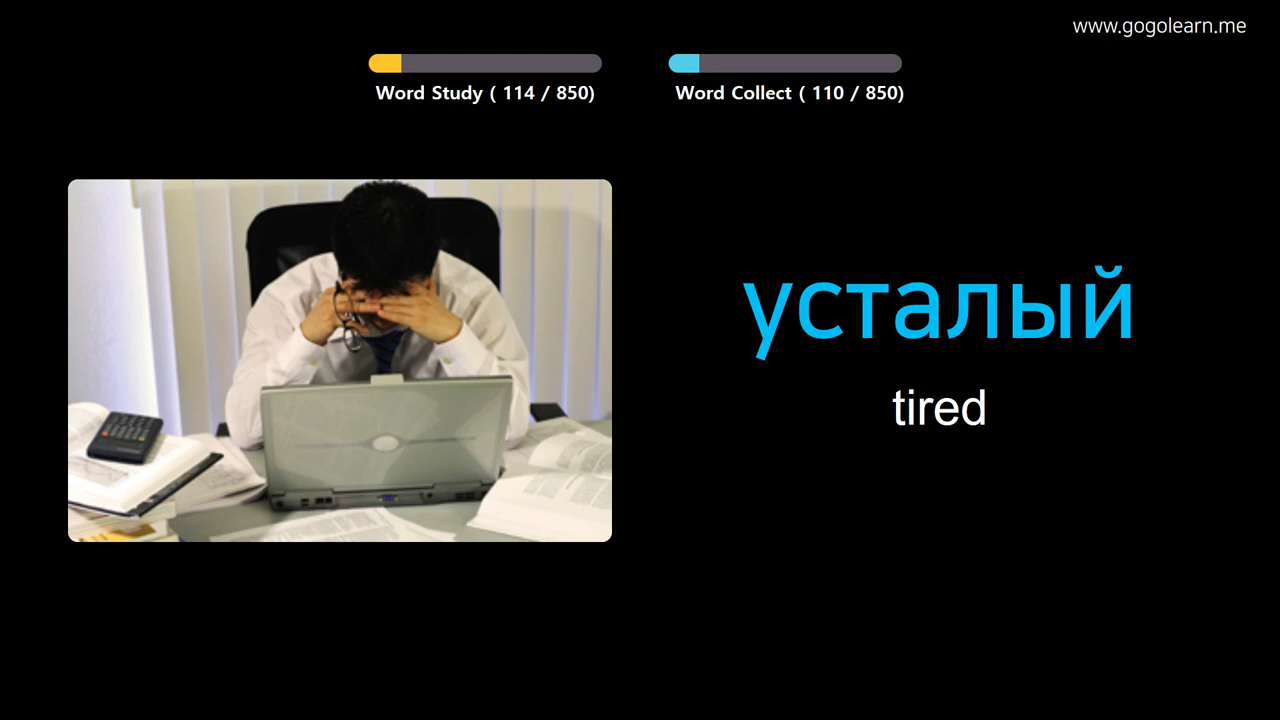 www.gogolearn.me
Word Study ( 114 / 850)
Word Collect ( 110 / 850)
усталый
tired